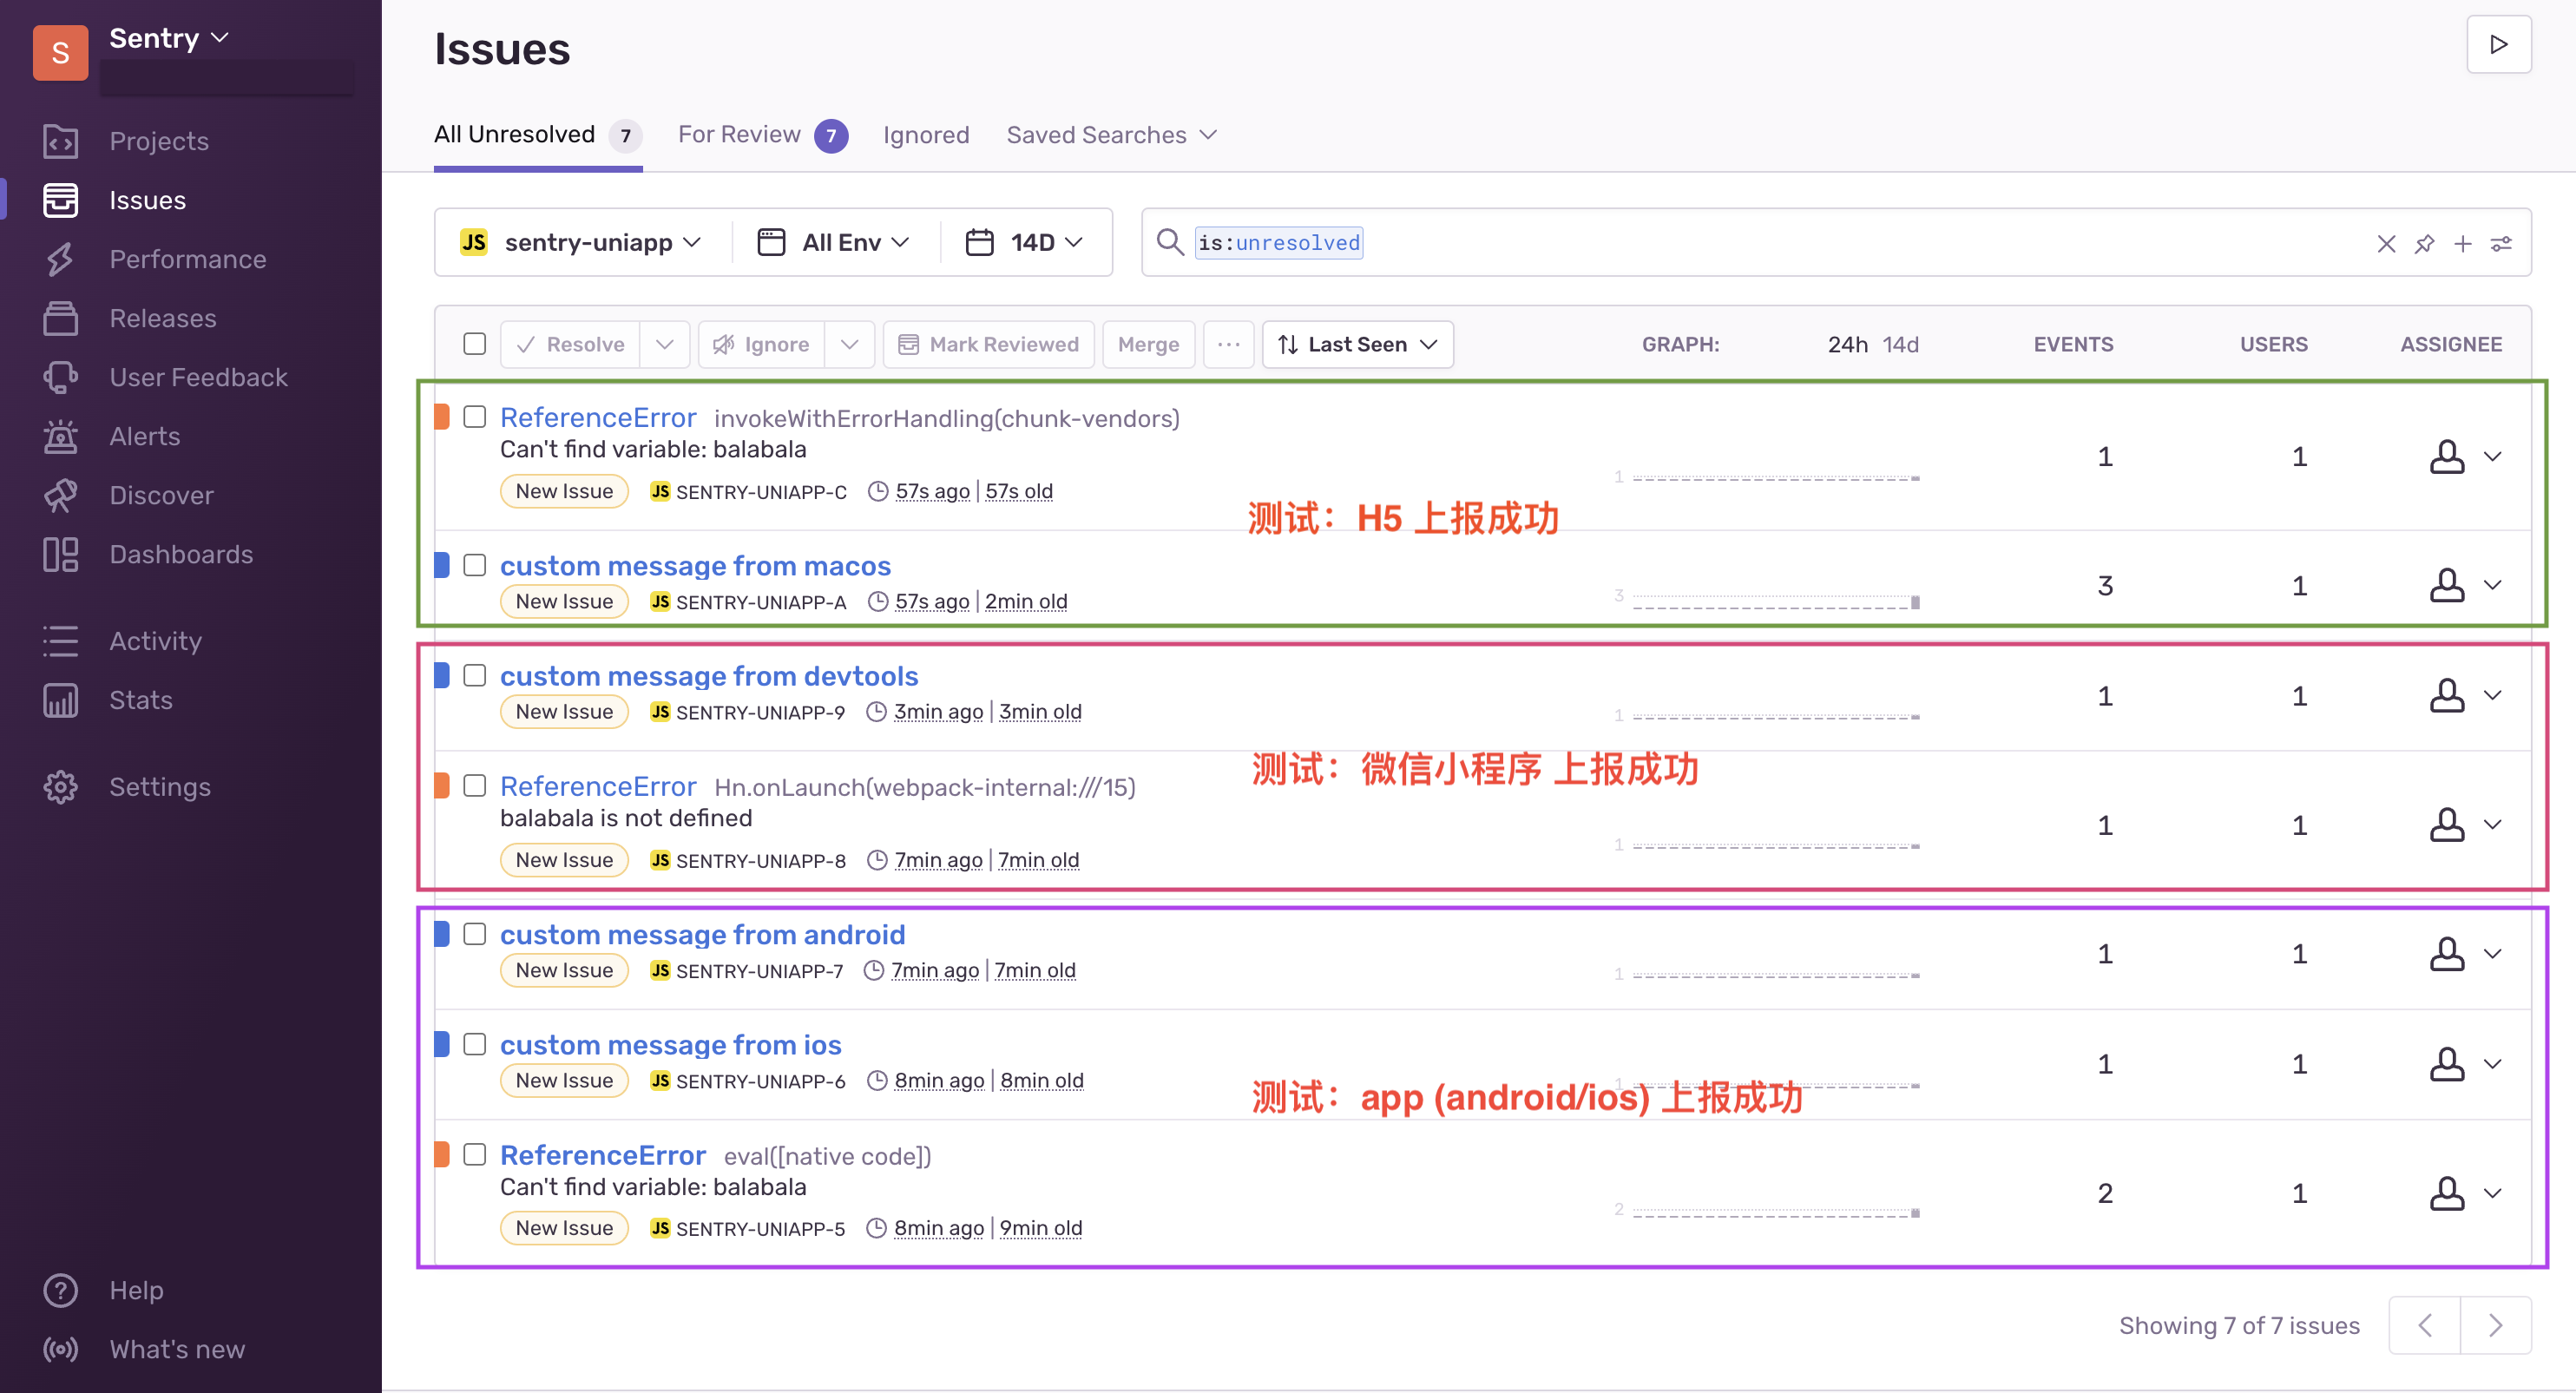 S
Sentry
Projects
Issues
Performance
Releases
User Feedback
Alerts
Discover
Dashboards
Activity
Stats
Settings
Help
What's new
Issues
All Unresolved 7 For Review 7 Ignored Saved Searches
JS sentry-uniapp All Env 14D is:unresolved
Resolve Ignore Mark Reviewed Merge ... Last Seen GRAPH: 24h 14d EVENTS USERS ASSIGNEE
ReferenceError invokeWithErrorHandling(chunk-vendors)
Can't find variable: balabala
1 1 1
New Issue JS SENTRY-UNIAPP-C 57s ago | 57s old
测试：H5 上报成功
custom message from macos
3 3 1
New Issue JS SENTRY-UNIAPP-A 57s ago | 2min old
custom message from devtools
1 1 1
New Issue JS SENTRY-UNIAPP-9 3min ago | 3min old
测试：微信小程序 上报成功
ReferenceError Hn.onLaunch(webpack-internal:///15)
balabala is not defined
1 1 1
New Issue JS SENTRY-UNIAPP-8 7min ago | 7min old
custom message from android
1 1 1
New Issue JS SENTRY-UNIAPP-7 7min ago | 7min old
custom message from ios
1 1 1
New Issue JS SENTRY-UNIAPP-6 8min ago | 8min old
测试：app (android/ios) 上报成功
ReferenceError eval([native code])
Can't find variable: balabala
2 2 1
New Issue JS SENTRY-UNIAPP-5 8min ago | 9min old
Showing 7 of 7 issues